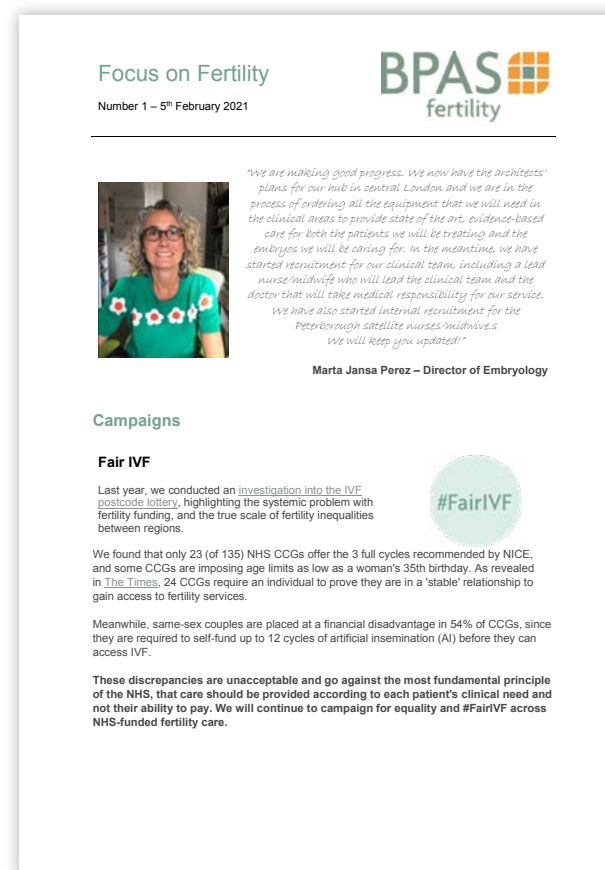 Focus on Fertility
Number 1 – 5th February 2021
BPAS
fertility
"We are making good progress. We now have the architects'
plans for our hub in central London and we are in the
process of ordering all the equipment that we will need in
the clinical areas to provide state of the art, evidence-based
care for both the patients we will be treating and the
embryos we will be caring for. In the meantime, we have
started recruitment for our clinical team, including a lead
nurse/midwife who will lead the clinical team and the
doctor that will take medical responsibility for our service.
We have also started internal recruitment for the
Peterborough satellite nurses/midwive.s
We will keep you updated!"
Marta Jansa Perez – Director of Embryology
Campaigns
Fair IVF
Last year, we conducted an investigation into the IVF
postcode lottery, highlighting the systemic problem with
fertility funding, and the true scale of fertility inequalities
between regions.
#FairIVF
We found that only 23 (of 135) NHS CCGs offer the 3 full cycles recommended by NICE,
and some CCGs are imposing age limits as low as a woman's 35th birthday. As revealed
in The Times, 24 CCGs require an individual to prove they are in a 'stable' relationship to
gain access to fertility services.
Meanwhile, same-sex couples are placed at a financial disadvantage in 54% of CCGs, since
they are required to self-fund up to 12 cycles of artificial insemination (AI) before they can
access IVF.
These discrepancies are unacceptable and go against the most fundamental principle
of the NHS, that care should be provided according to each patient's clinical need and
not their ability to pay. We will continue to campaign for equality and #FairIVF across
NHS-funded fertility care.